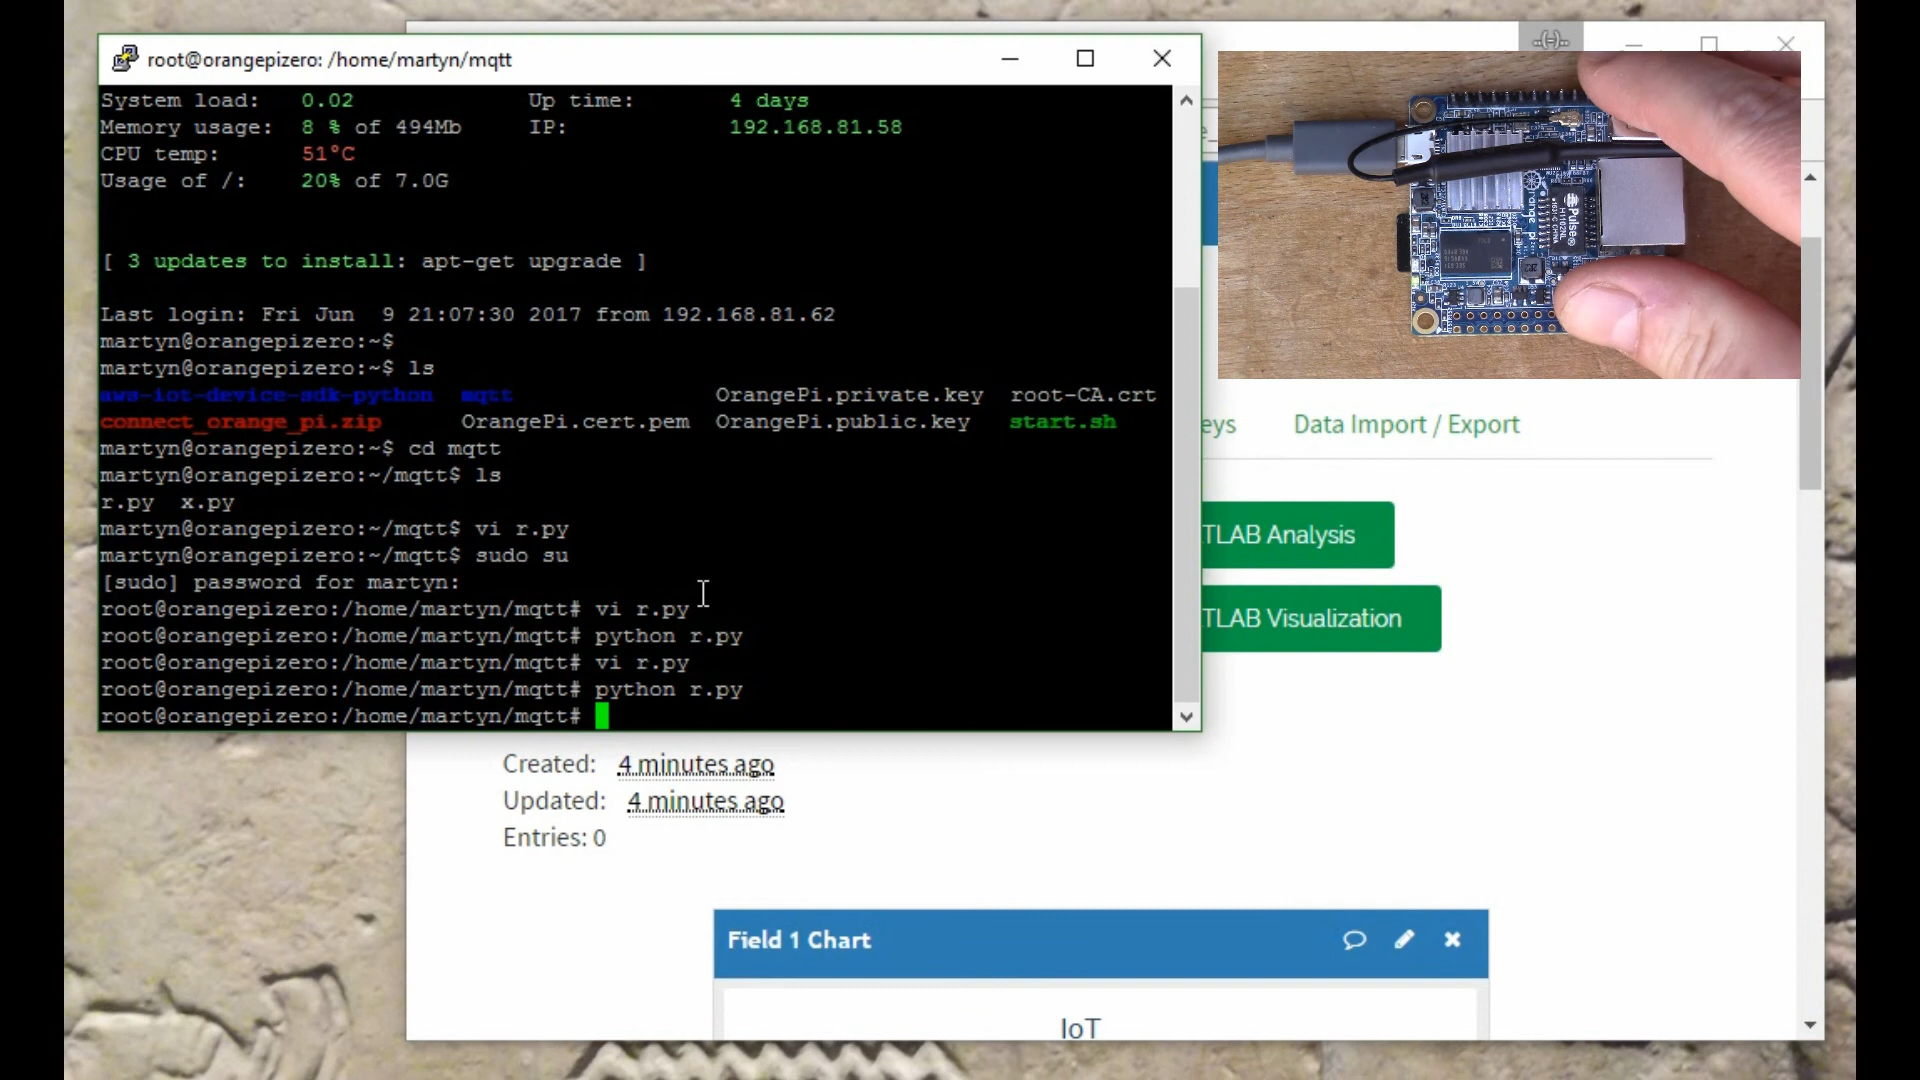 root@orangepizero: /home/martyn/mqtt
System load: 0.02 Up time: 4 days
Memory usage: 8 % of 494Mb IP: 192.168.81.58
CPU temp: 51°C
Usage of /: 20% of 7.0G
[ 3 updates to install: apt-get upgrade ]
Last login: Fri Jun 9 21:07:30 2017 from 192.168.81.62
martyn@orangepizero:~$
martyn@orangepizero:~$ ls
aws-iot-device-sdk-python mqtt OrangePi.private.key root-CA.crt
connect_orange_pi.zip OrangePi.cert.pem OrangePi.public.key start.sh
martyn@orangepizero:~$ cd mqtt
martyn@orangepizero:~/mqtt$ ls
r.py x.py
martyn@orangepizero:~/mqtt$ vi r.py
martyn@orangepizero:~/mqtt$ sudo su
[sudo] password for martyn:
root@orangepizero:/home/martyn/mqtt# vi r.py
root@orangepizero:/home/martyn/mqtt# python r.py
root@orangepizero:/home/martyn/mqtt# vi r.py
root@orangepizero:/home/martyn/mqtt# python r.py
root@orangepizero:/home/martyn/mqtt#
Pulse
H1102NL
eys Data Import / Export
TLAB Analysis
TLAB Visualization
Created: 4 minutes ago
Updated: 4 minutes ago
Entries: 0
Field 1 Chart
IoT